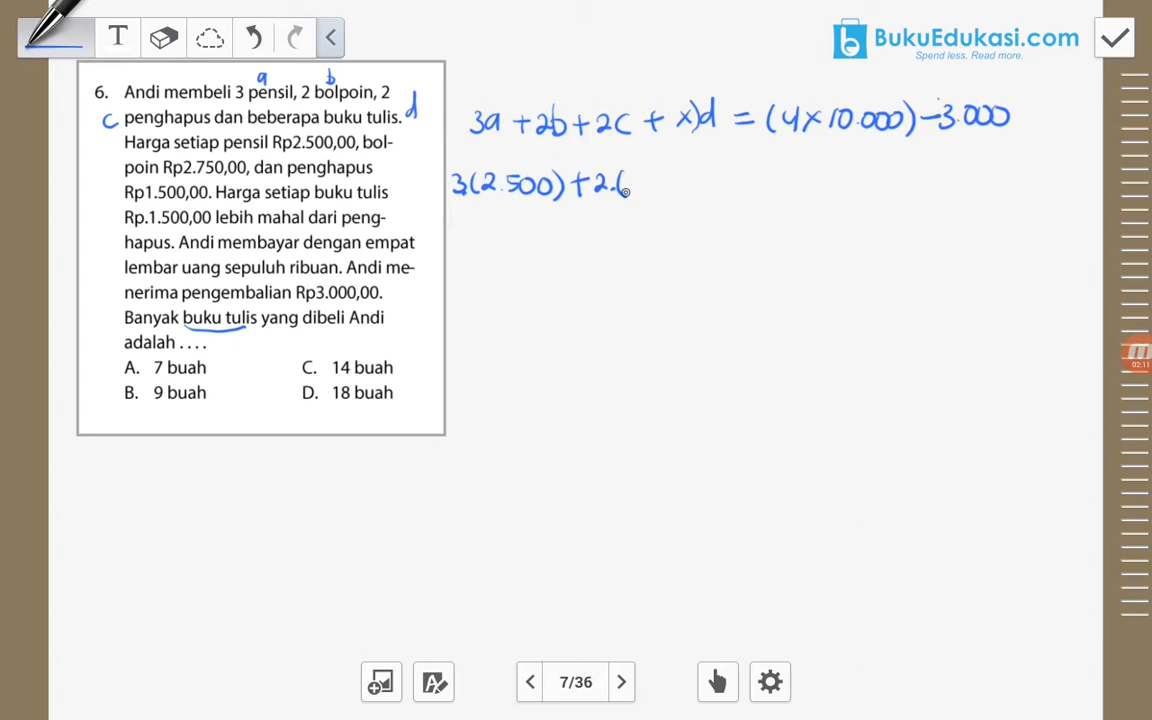 T
BukuEdukasi.com
Spend less. Read more.
a b
6. Andi membeli 3 pensil, 2 bolpoin, 2
c penghapus dan beberapa buku tulis. d
Harga setiap pensil Rp2.500,00, bol-
poin Rp2.750,00, dan penghapus
Rp1.500,00. Harga setiap buku tulis
Rp.1.500,00 lebih mahal dari peng-
hapus. Andi membayar dengan empat
lembar uang sepuluh ribuan. Andi me-
nerima pengembalian Rp3.000,00.
Banyak buku tulis yang dibeli Andi
adalah . . . .
A. 7 buah C. 14 buah
B. 9 buah D. 18 buah
3a + 2b + 2c + x)d = (4 x 10.000) - 3.000
3(2.500) + 2.(
02:11
7/36